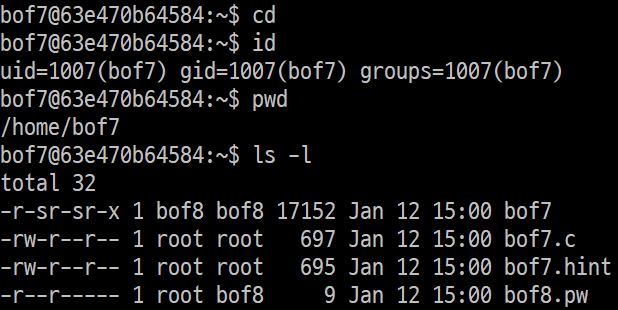 bof7@63e470b64584:~$ cd
bof7@63e470b64584:~$ id
uid=1007(bof7) gid=1007(bof7) groups=1007(bof7)
bof7@63e470b64584:~$ pwd
/home/bof7
bof7@63e470b64584:~$ ls -l
total 32
-r-sr-sr-x 1 bof8 bof8 17152 Jan 12 15:00 bof7
-rw-r--r-- 1 root root   697 Jan 12 15:00 bof7.c
-rw-r--r-- 1 root root   695 Jan 12 15:00 bof7.hint
-r--r----- 1 root bof8     9 Jan 12 15:00 bof8.pw